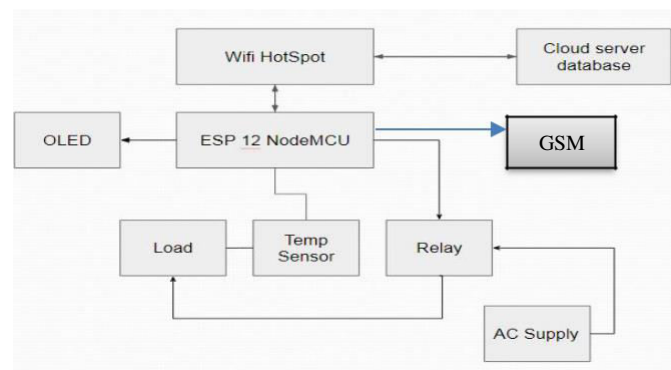 Wifi HotSpot
Cloud server
database
OLED
ESP 12 NodeMCU
GSM
Load
Temp
Sensor
Relay
AC Supply